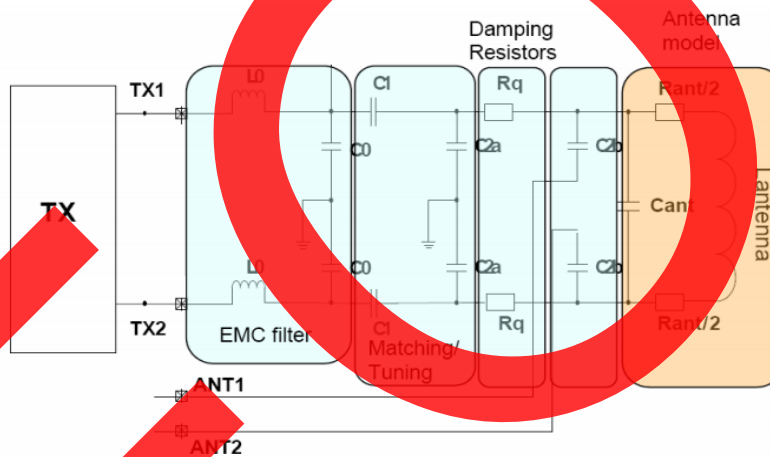 Antenna
model
Damping
Resistors
TX1
L0
C1
Rq
Rant/2
C0
C2a
C2b
TX
Cant
Lantenna
L0
C0
C2a
C2b
TX2
EMC filter
C1
Rq
Rant/2
Matching/
Tuning
ANT1
ANT2